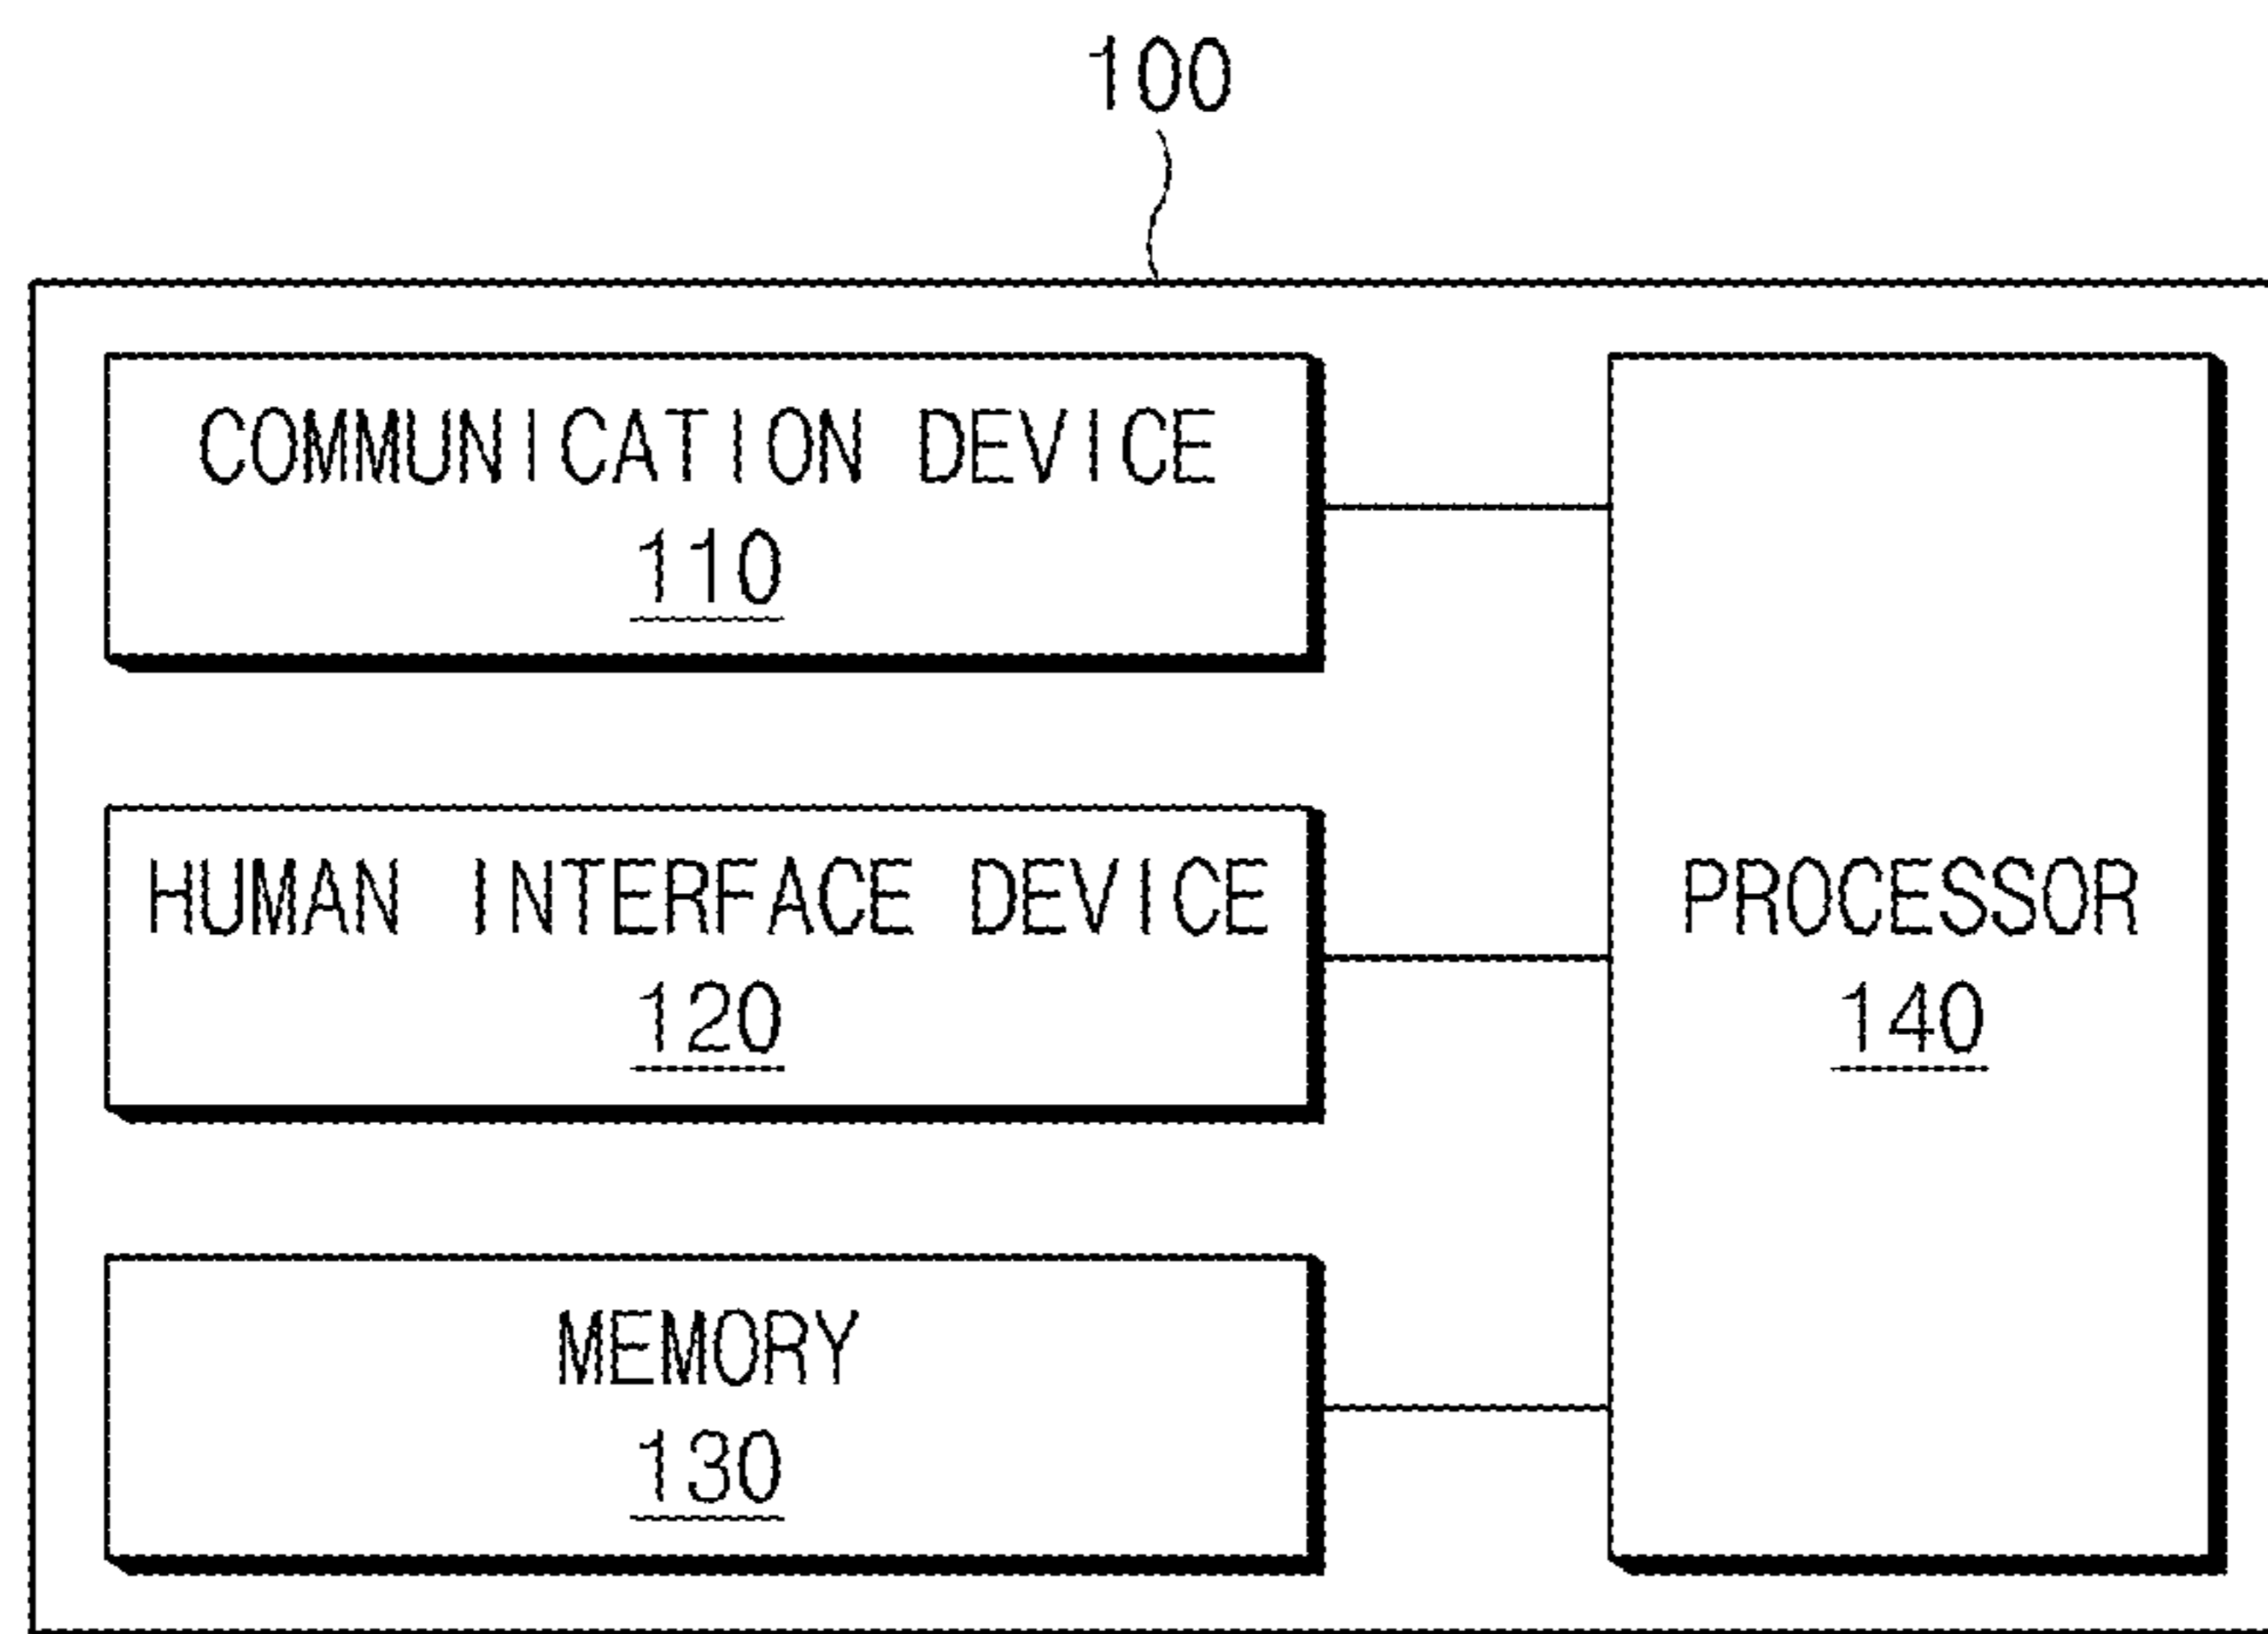 100
COMMUNICATION DEVICE
110
HUMAN INTERFACE DEVICE
120
MEMORY
130
PROCESSOR
140